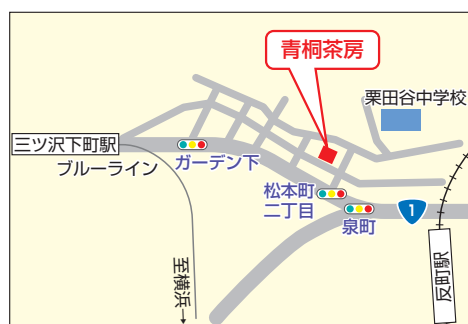 青桐茶房
栗田谷中学校
三ツ沢下町駅
ブルーライン
ガーデン下
松本町
二丁目
泉町
1
反町駅
至横浜→